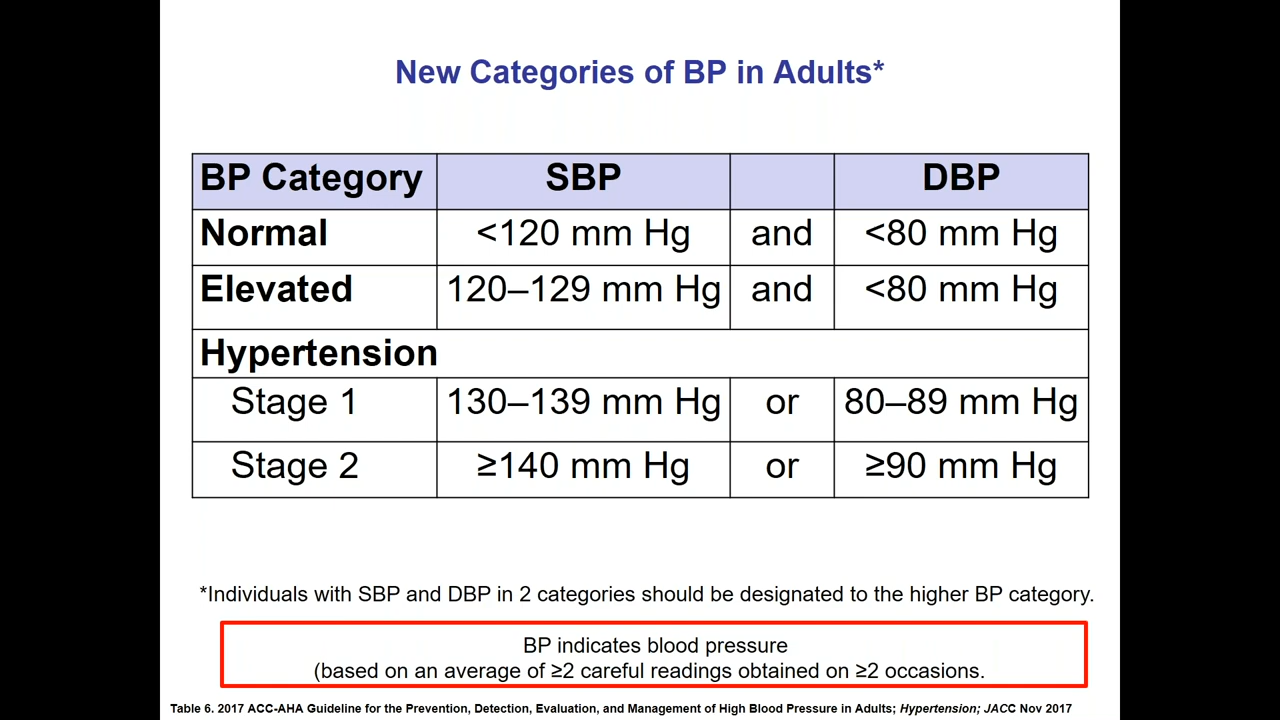 New Categories of BP in Adults*
BP Category SBP DBP
Normal <120 mm Hg and <80 mm Hg
Elevated 120–129 mm Hg and <80 mm Hg
Hypertension
Stage 1 130–139 mm Hg or 80–89 mm Hg
Stage 2 ≥140 mm Hg or ≥90 mm Hg
*Individuals with SBP and DBP in 2 categories should be designated to the higher BP category.
BP indicates blood pressure
(based on an average of ≥2 careful readings obtained on ≥2 occasions.
Table 6. 2017 ACC-AHA Guideline for the Prevention, Detection, Evaluation, and Management of High Blood Pressure in Adults; Hypertension; JACC Nov 2017